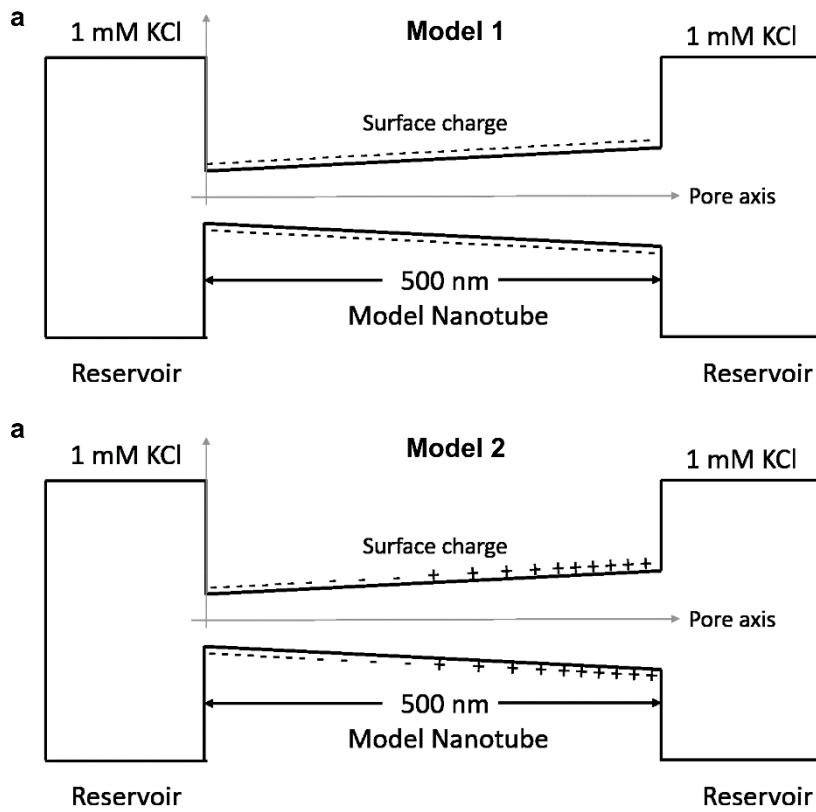 a
Model 1
1 mM KCl
1 mM KCl
Surface charge
Pore axis
500 nm
Model Nanotube
Reservoir
Reservoir
a
Model 2
1 mM KCl
1 mM KCl
Surface charge
Pore axis
500 nm
Model Nanotube
Reservoir
Reservoir